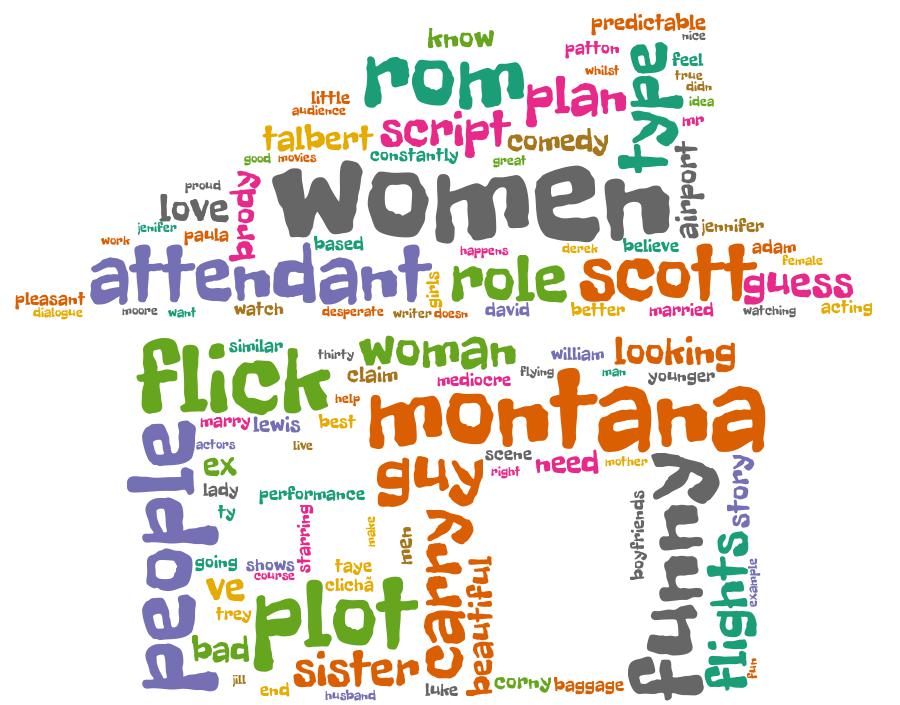 predictable
nice
know
patton
type
feel
rom
whilst
true
didn
plan
idea
little
audience
mr
talbert
script
comedy
good
movies
constantly
great
airport
women
proud
love
brody
jenifer
paula
jennifer
work
based
happens
derek
believe
adam
female
attendant
girls
role
scott
guess
pleasant
dialogue
moore
want
watch
desperate
writer
doesn
david
better
married
watching
acting
flick
similar
thirty
woman
william
looking
claim
mediocre
flying
man
younger
help
montana
marry
lewis
best
people
actors
live
guy
scene
right
need
mother
funny
story
ex
lady
ty
performance
starring
make
men
carry
boyfriends
flights
example
going
shows
course
taye
clichã
ve
trey
plot
beautiful
bad
sister
jill
end
husband
luke
corny
baggage
fun